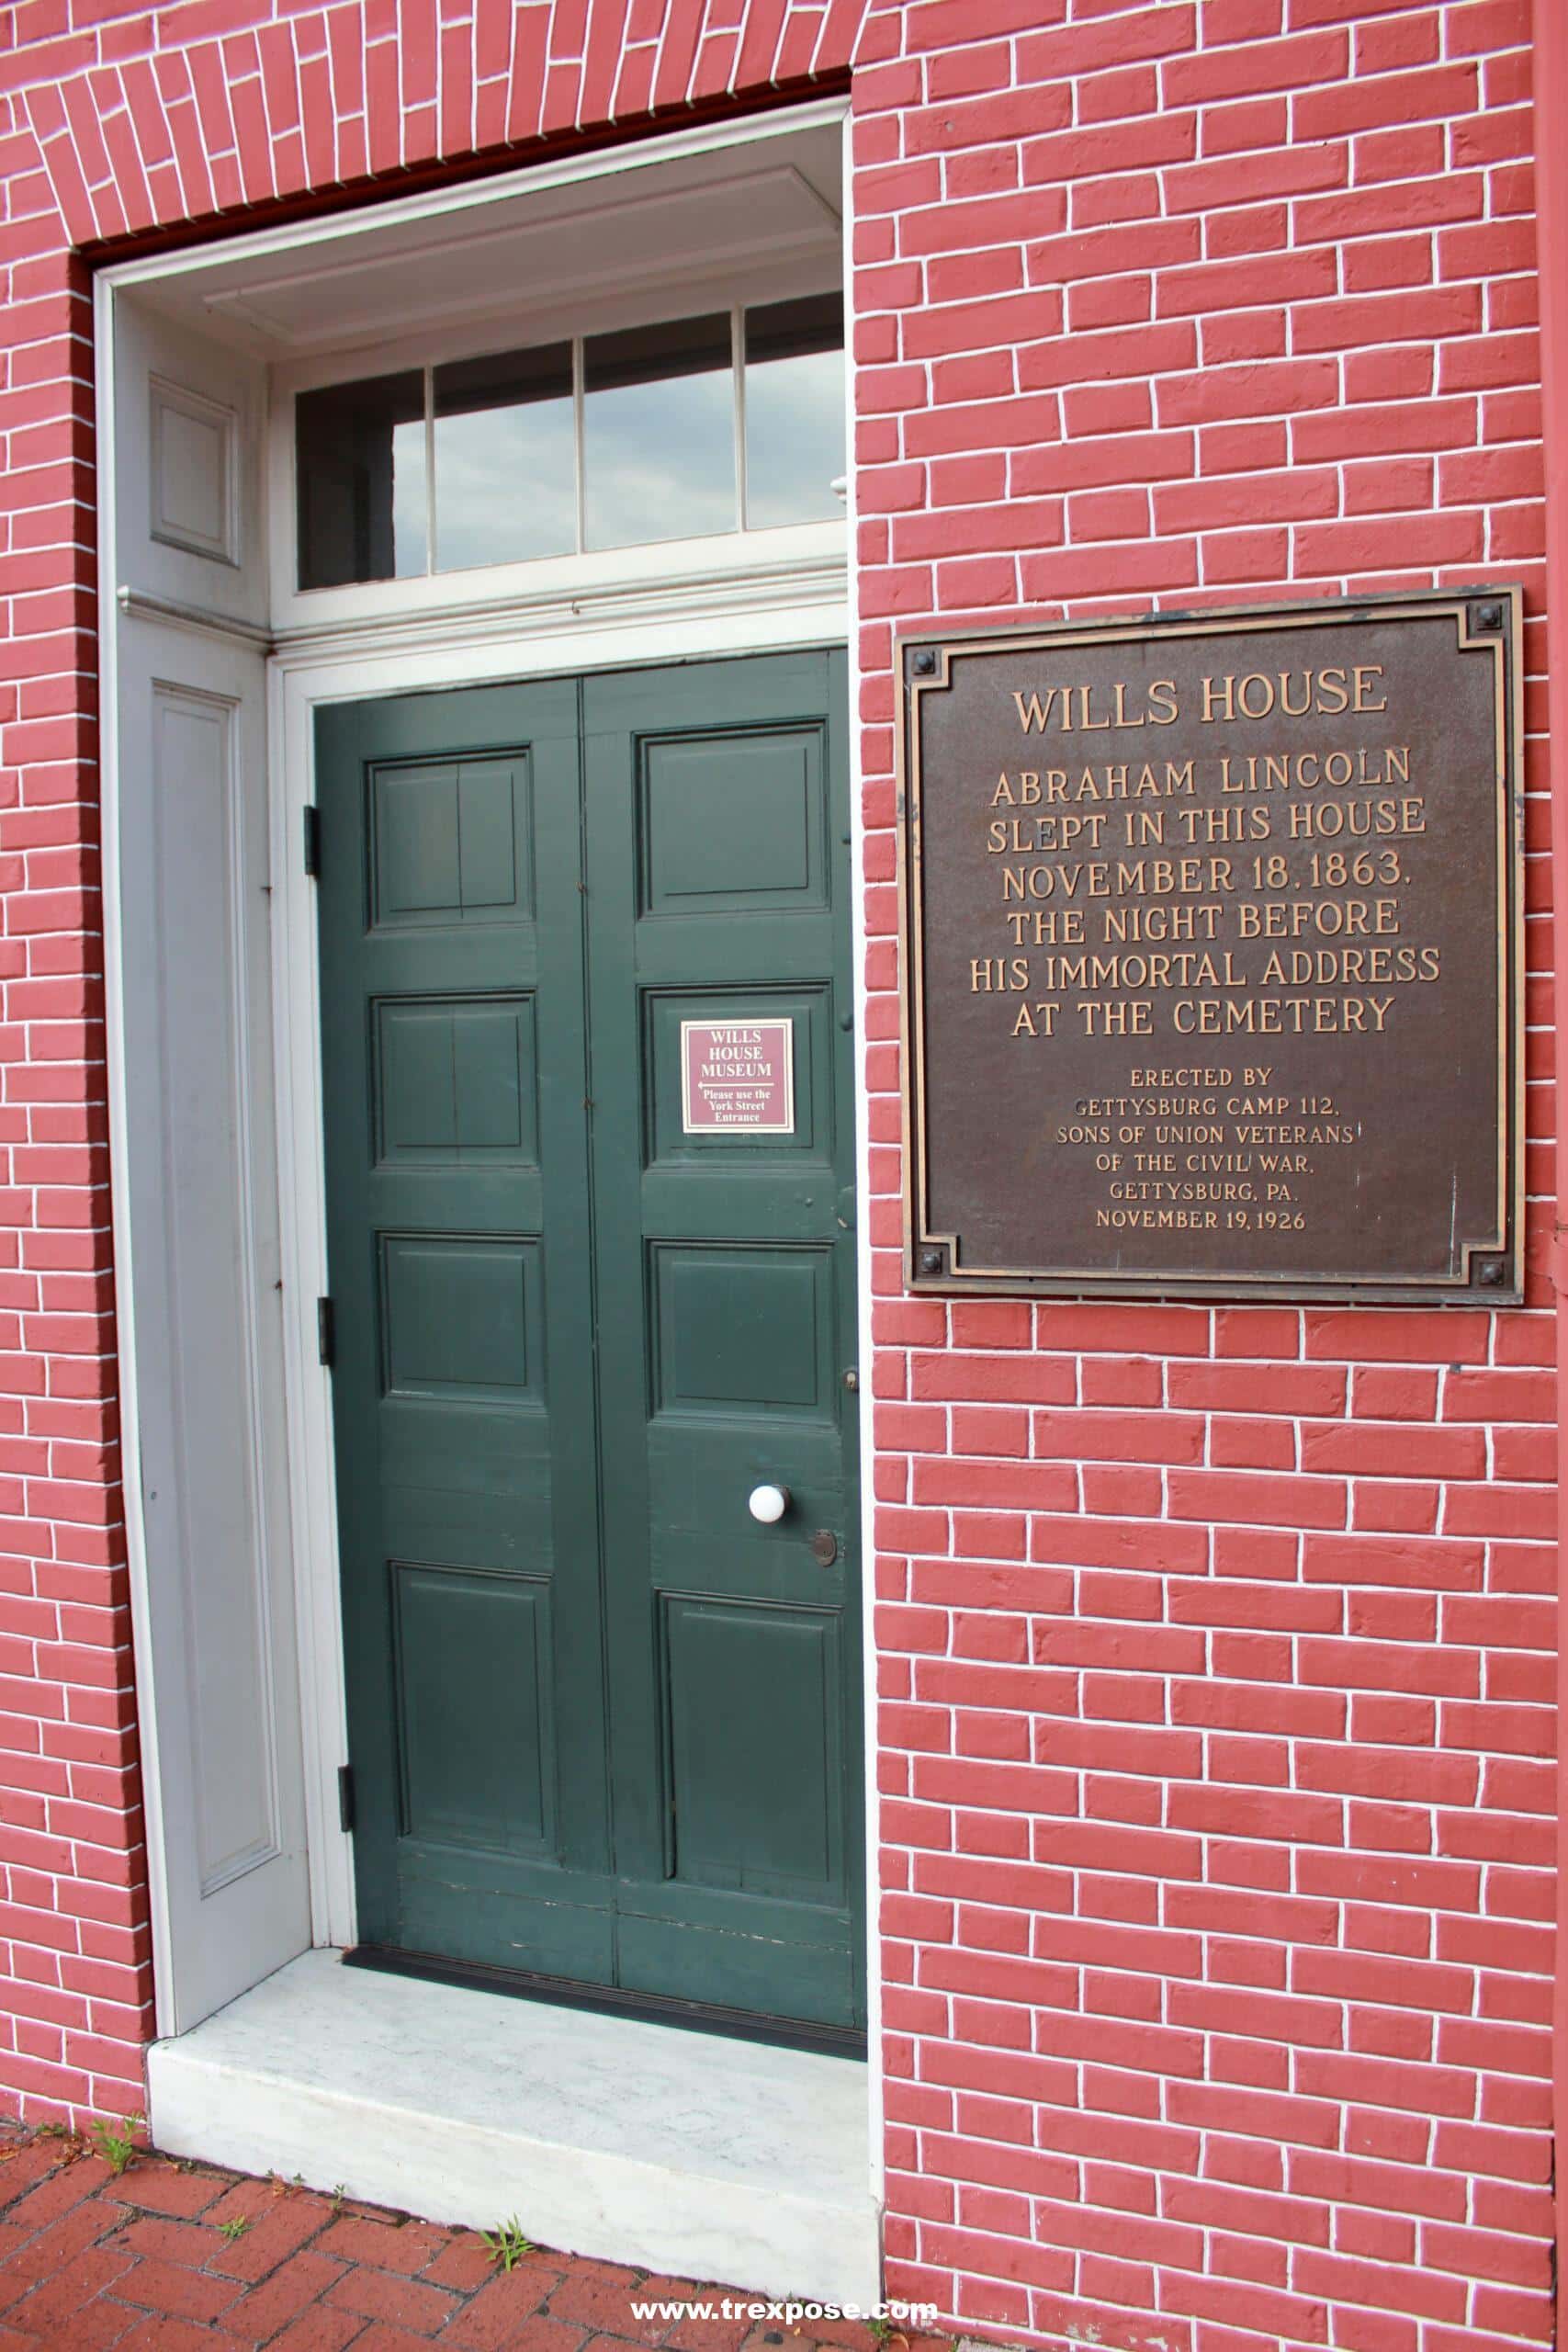 WILLS HOUSE
ABRAHAM LINCOLN
SLEPT IN THIS HOUSE
NOVEMBER 18, 1863,
THE NIGHT BEFORE
HIS IMMORTAL ADDRESS
AT THE CEMETERY
ERECTED BY
GETTYSBURG CAMP 112,
SONS OF UNION VETERANS
OF THE CIVIL WAR,
GETTYSBURG, PA.
NOVEMBER 19, 1926
WILLS
HOUSE
MUSEUM
Please use the
York Street
Entrance
www.trexpose.com